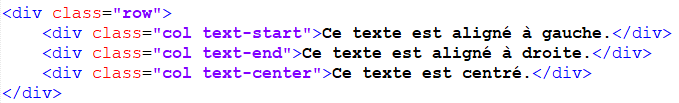 <div class="row">
    <div class="col text-start">Ce texte est aligné à gauche.</div>
    <div class="col text-end">Ce texte est aligné à droite.</div>
    <div class="col text-center">Ce texte est centré.</div>
</div>